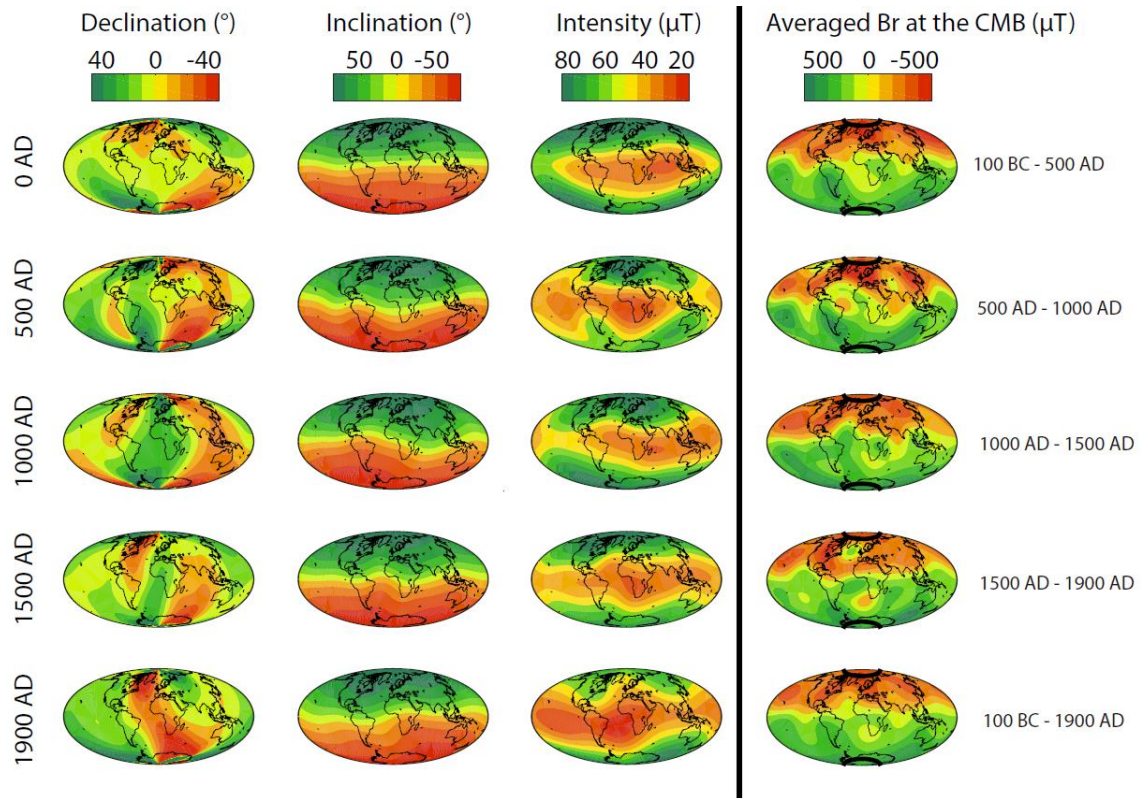 Declination (°) Inclination (°) Intensity (μT) Averaged Br at the CMB (μT)
40 0 -40 50 0 -50 80 60 40 20 500 0 -500
0 AD 100 BC - 500 AD
500 AD 500 AD - 1000 AD
1000 AD 1000 AD - 1500 AD
1500 AD 1500 AD - 1900 AD
1900 AD 100 BC - 1900 AD